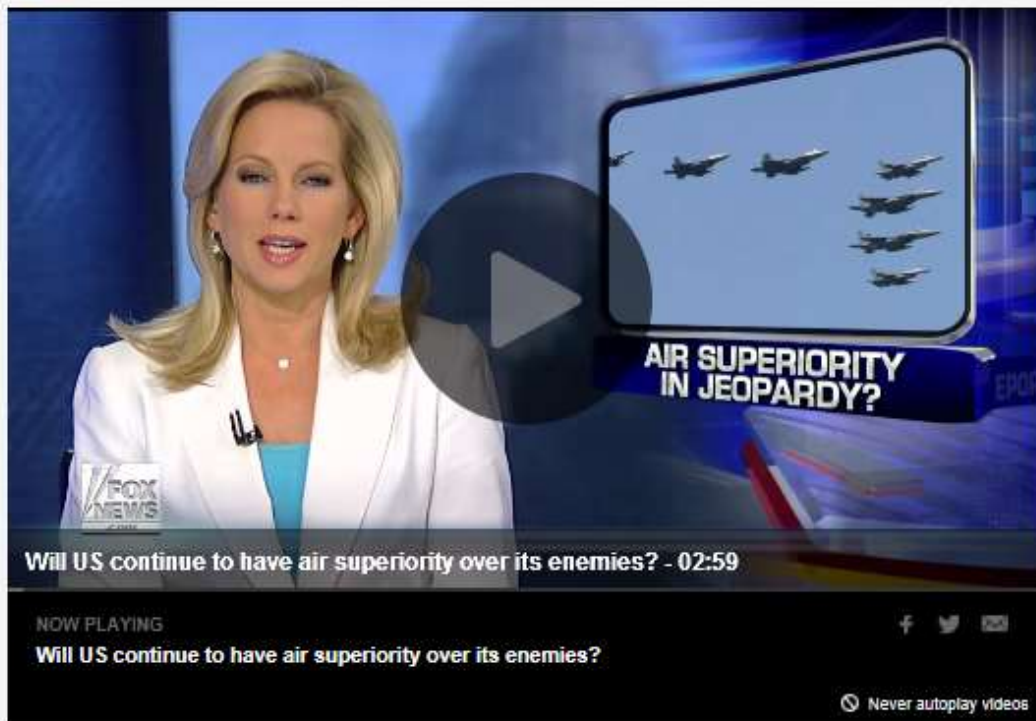 AIR SUPERIORITY
IN JEOPARDY?
FOX
NEWS
.COM
Will US continue to have air superiority over its enemies? - 02:59
NOW PLAYING
Will US continue to have air superiority over its enemies?
Never autoplay videos